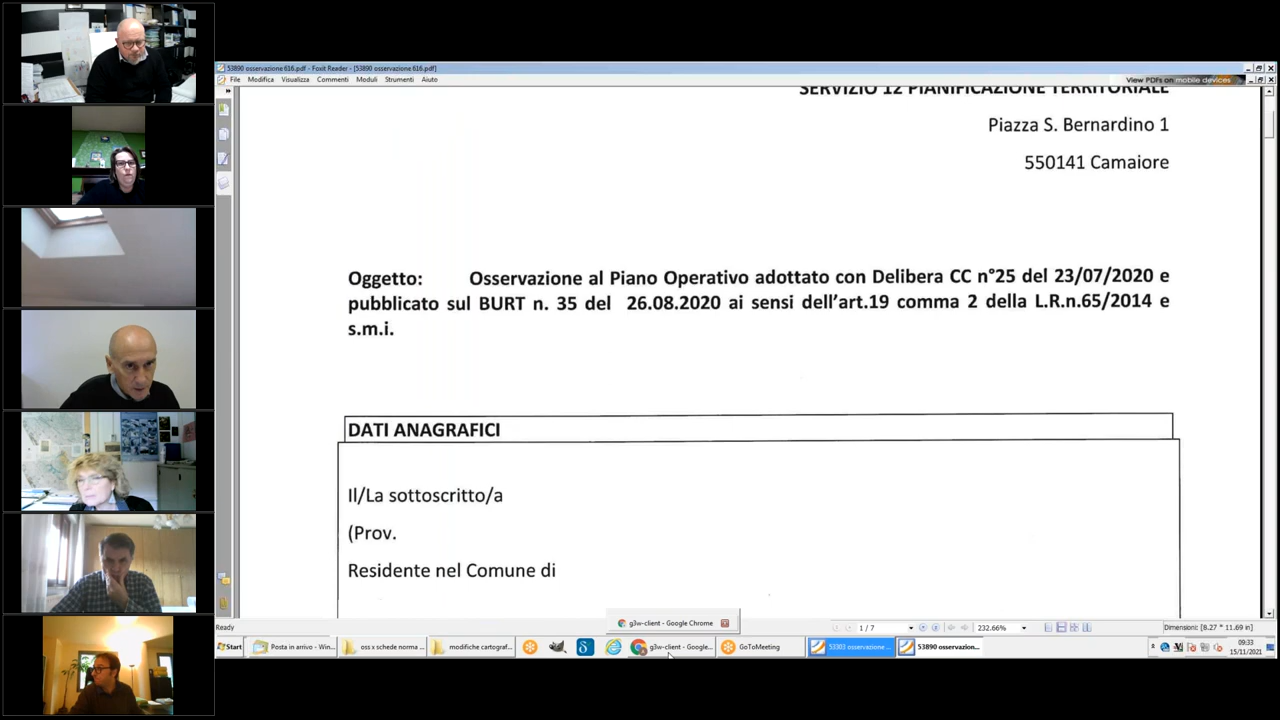 53890 osservazione 616.pdf - Foxit Reader - [53890 osservazione 616.pdf]
File Modifica Visualizza Commenti Moduli Strumenti Aiuto
View PDFs on mobile devices
SERVIZIO 12 PIANIFICAZIONE TERRITORIALE
Piazza S. Bernardino 1
550141 Camaiore
Oggetto: Osservazione al Piano Operativo adottato con Delibera CC n°25 del 23/07/2020 e
pubblicato sul BURT n. 35 del 26.08.2020 ai sensi dell'art.19 comma 2 della L.R.n.65/2014 e
s.m.i.
DATI ANAGRAFICI
Il/La sottoscritto/a
(Prov.
Residente nel Comune di
g3w-client - Google Chrome
Ready
1 / 7
232.66%
Dimensioni: [8.27 * 11.69 in]
Start
Posta in arrivo - Win...
oss x schede norma ...
modifiche cartograf...
g3w-client - Google...
GoToMeeting
53303 osservazione ...
53890 osservazion...
09:33
15/11/2021